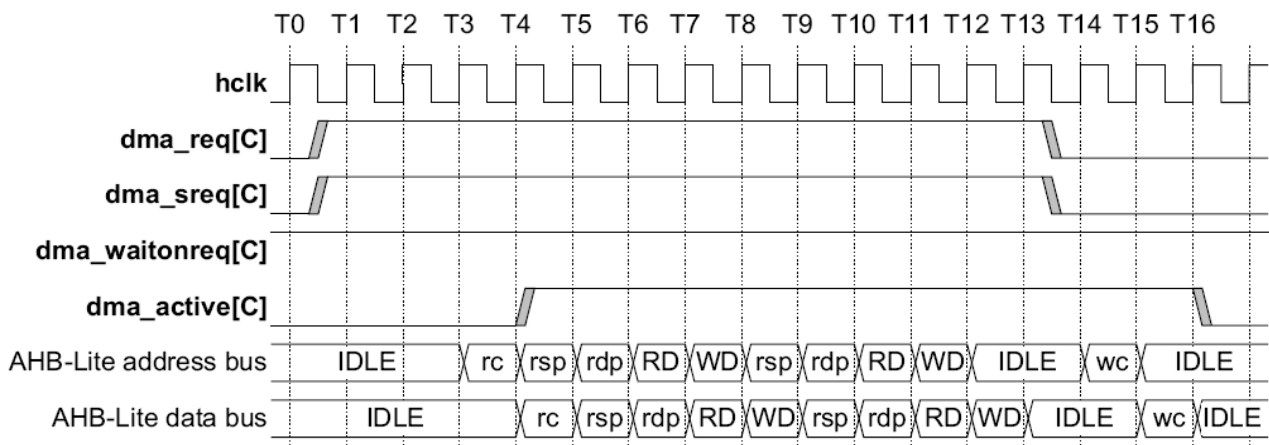 T0 T1 T2 T3 T4 T5 T6 T7 T8 T9 T10 T11 T12 T13 T14 T15 T16
hclk
dma_req[C]
dma_sreq[C]
dma_waitonreq[C]
dma_active[C]
AHB-Lite address bus IDLE rc rsp rdp RD WD rsp rdp RD WD IDLE wc IDLE
AHB-Lite data bus IDLE rc rsp rdp RD WD rsp rdp RD WD IDLE wc IDLE